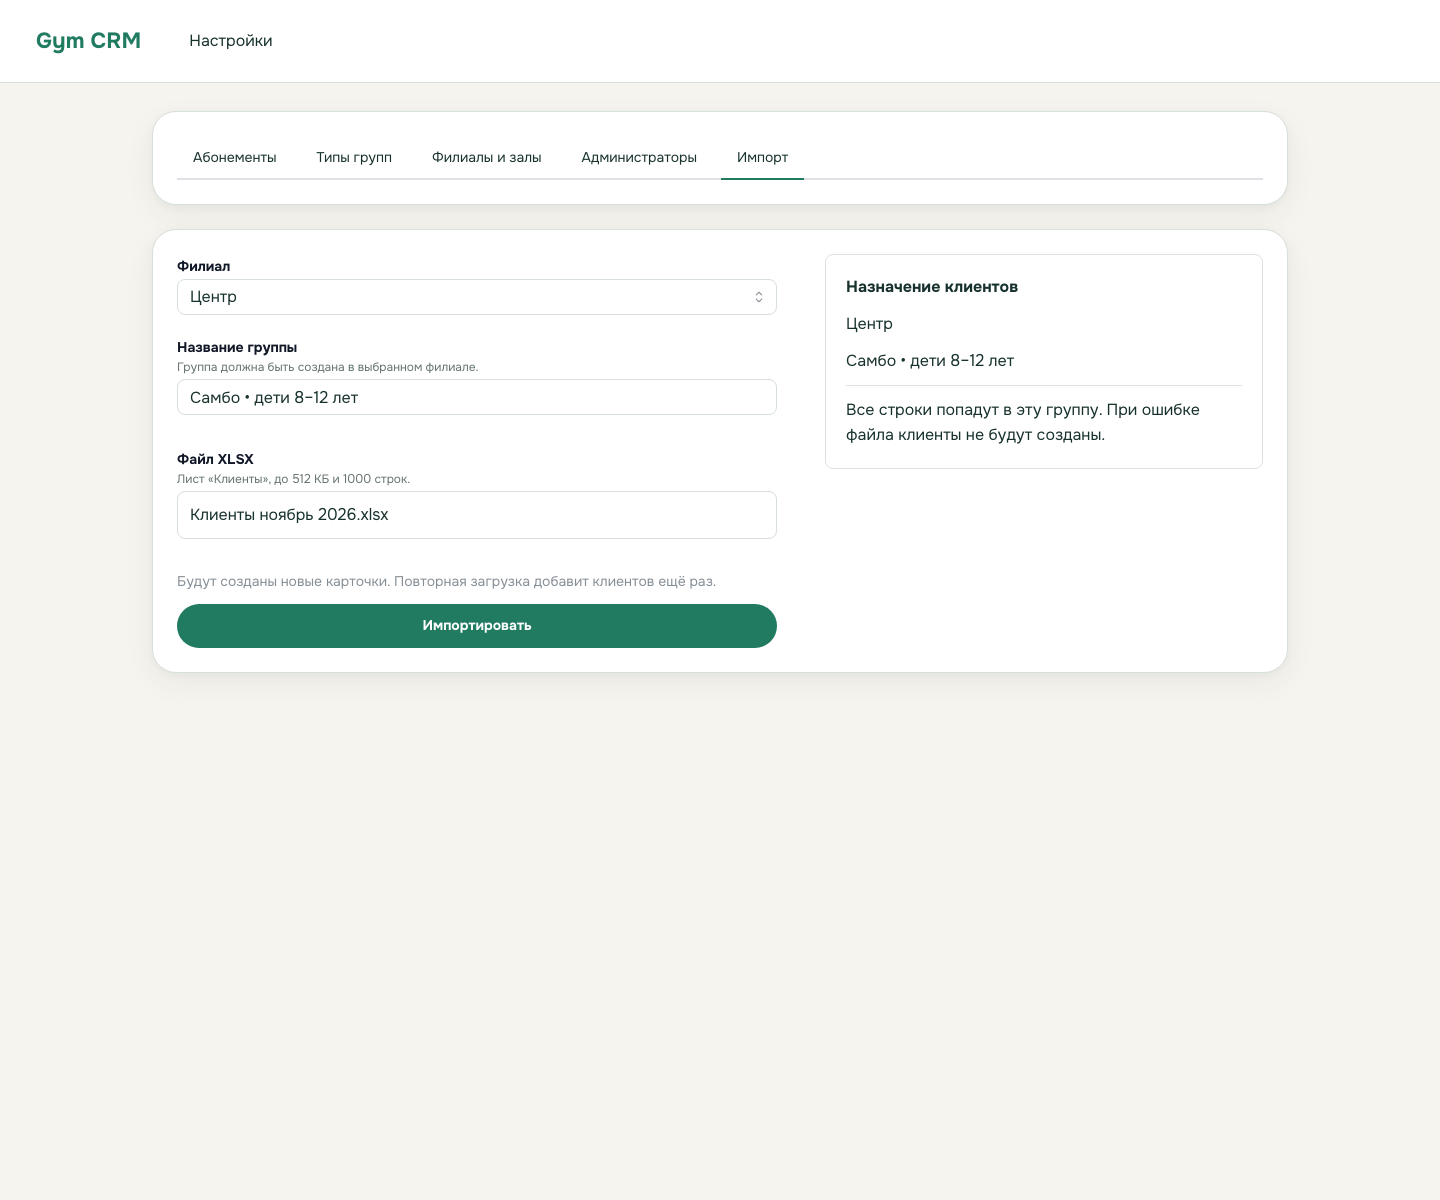 Gym CRM
Настройки
Абонементы
Типы групп
Филиалы и залы
Администраторы
Импорт
Филиал
Центр
Название группы
Группа должна быть создана в выбранном филиале.
Самбо • дети 8–12 лет
Файл XLSX
Лист «Клиенты», до 512 КБ и 1000 строк.
Клиенты ноябрь 2026.xlsx
Будут созданы новые карточки. Повторная загрузка добавит клиентов ещё раз.
Импортировать
Назначение клиентов
Центр
Самбо • дети 8–12 лет
Все строки попадут в эту группу. При ошибке
файла клиенты не будут созданы.